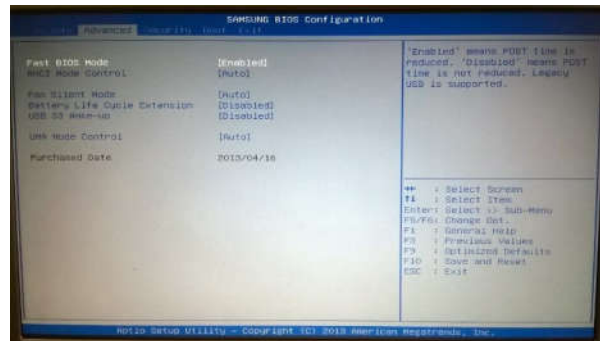 SAMSUNG BIOS Configuration
Advanced Security Boot Exit
Fast BIOS Mode [Enabled]
AHCI Mode Control [Auto]
Fan Silent Mode [Auto]
Battery Life Cycle Extension [Disabled]
USB S3 Wake-up [Disabled]
UMA Mode Control [Auto]
Purchased Date 2013/04/16
'Enabled' means POST time is
reduced. 'Disabled' means POST
time is not reduced. Legacy
USB is supported.
: Select Screen
↑↓ : Select Item
Enter: Select <> Sub-Menu
F5/F6: Change Opt.
F1 : General Help
: Previous Values
F9 : Optimized Defaults
F10 : Save and Reset
ESC : Exit
Aptio Setup Utility - Copyright (C) 2013 American Megatrends, Inc.